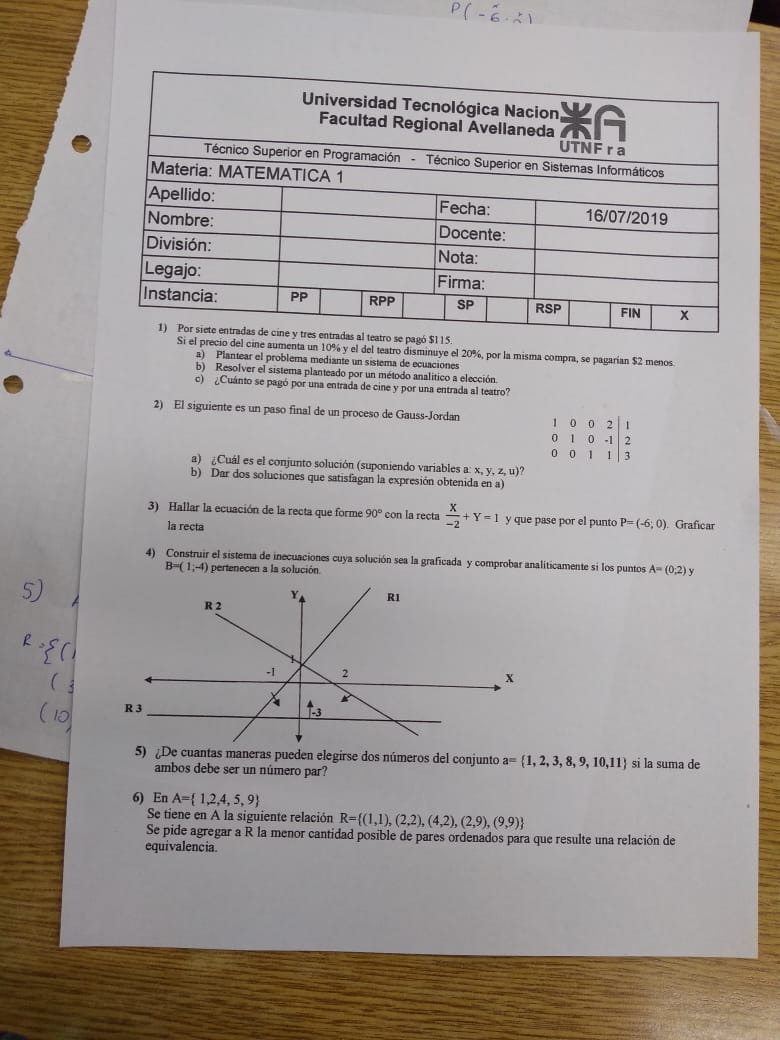 P(-6
Universidad Tecnológica Nacion
Facultad Regional Avellaneda
UTNF r a
Técnico Superior en Programación - Técnico Superior en Sistemas Informáticos
Materia: MATEMATICA 1
Apellido:
Fecha: 16/07/2019
Nombre:
Docente:
División:
Nota:
Legajo:
Firma:
Instancia: PP RPP SP RSP FIN X
1) Por siete entradas de cine y tres entradas al teatro se pagó $115.
Si el precio del cine aumenta un 10% y el del teatro disminuye el 20%, por la misma compra, se pagarían $2 menos.
a) Plantear el problema mediante un sistema de ecuaciones
b) Resolver el sistema planteado por un método analítico a elección.
c) ¿Cuánto se pagó por una entrada de cine y por una entrada al teatro?
2) El siguiente es un paso final de un proceso de Gauss-Jordan
1 0 0 2 | 1
0 1 0 -1 | 2
0 0 1 1 | 3
a) ¿Cuál es el conjunto solución (suponiendo variables a: x, y, z, u)?
b) Dar dos soluciones que satisfagan la expresión obtenida en a)
3) Hallar la ecuación de la recta que forme 90° con la recta X/-2 + Y = 1 y que pase por el punto P= (-6; 0). Graficar
la recta
4) Construir el sistema de inecuaciones cuya solución sea la graficada y comprobar analíticamente si los puntos A= (0;2) y
B=( 1;-4) pertenecen a la solución.
Y
R1
R 2
1
-1
2
X
R 3
-3
5) ¿De cuantas maneras pueden elegirse dos números del conjunto a= {1, 2, 3, 8, 9, 10,11} si la suma de
ambos debe ser un número par?
6) En A={ 1,2,4, 5, 9}
Se tiene en A la siguiente relación R={(1,1), (2,2), (4,2), (2,9), (9,9)}
Se pide agregar a R la menor cantidad posible de pares ordenados para que resulte una relación de
equivalencia.
5)
R={(1
( 3
(10